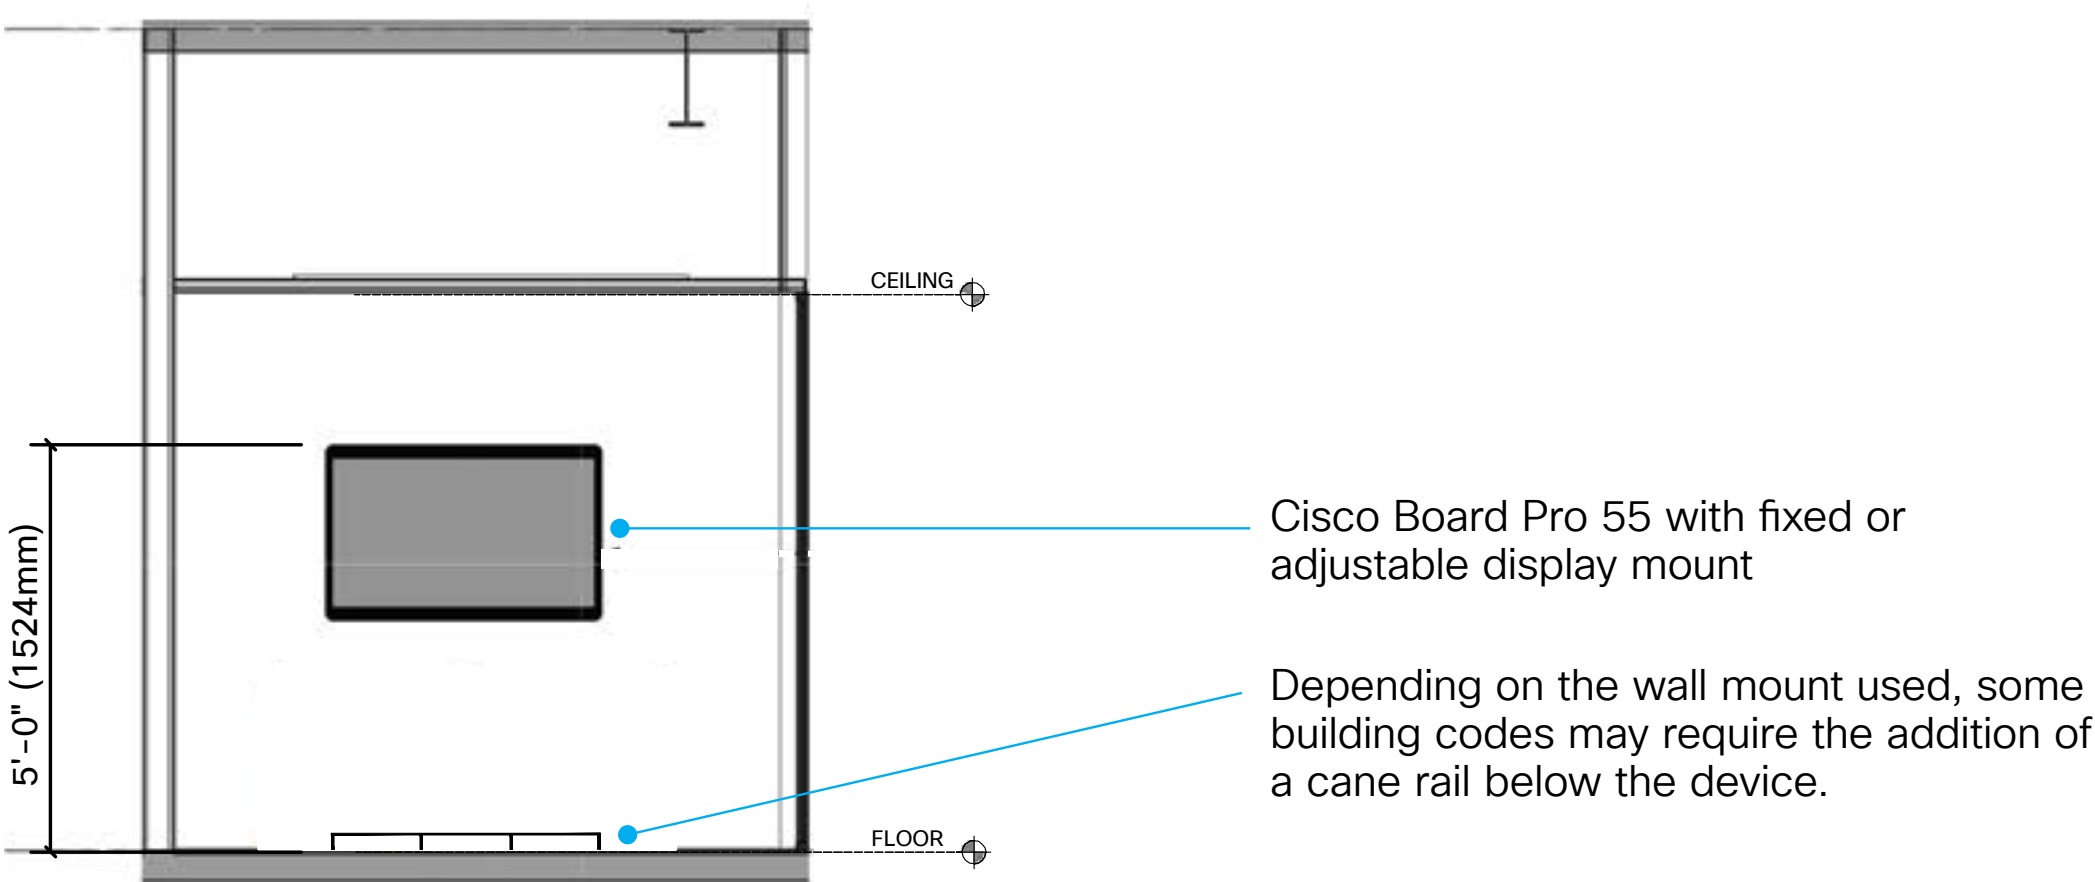 CEILING
5'-0" (1524mm)
Cisco Board Pro 55 with fixed or
adjustable display mount
Depending on the wall mount used, some
building codes may require the addition of
a cane rail below the device.
FLOOR